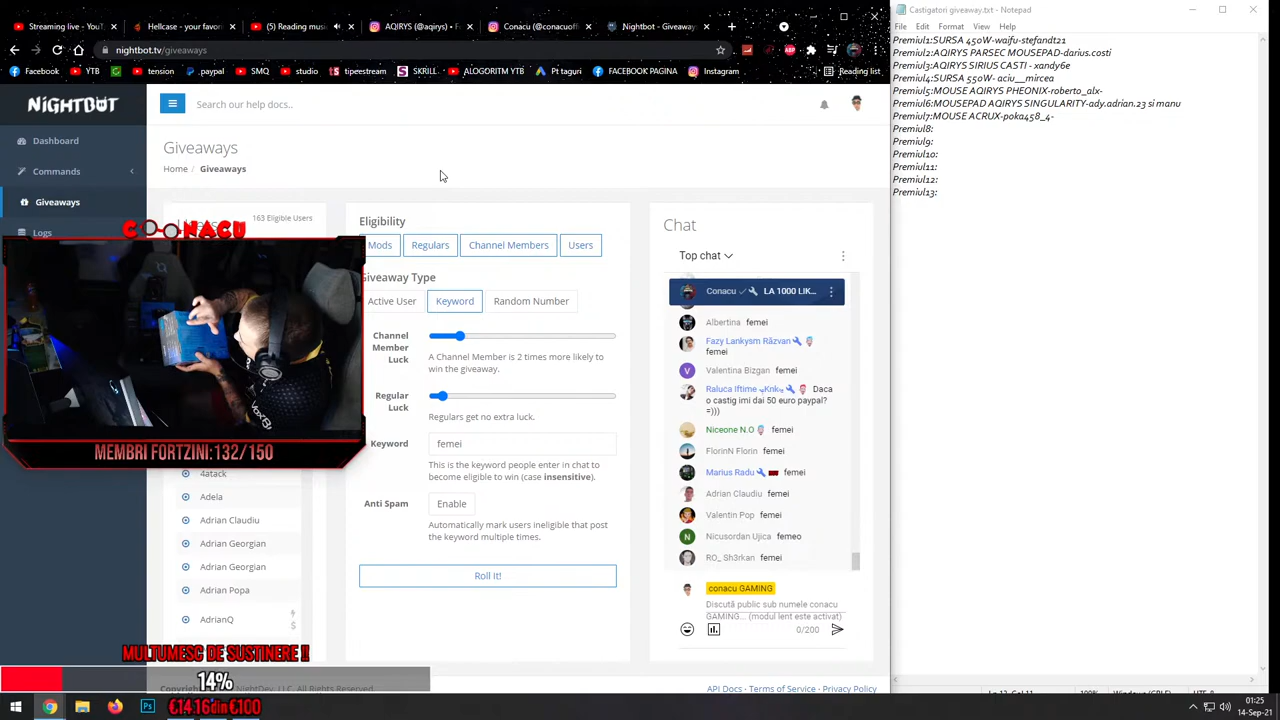 Streaming live - YouTu
Hellcase - yourfavorite
(5) Reading music
AQIRYS (@aqirys) • Fe
Conacu (@conacuoffi
Nightbot - Giveaways
nightbot.tv/giveaways
Facebook
YTB
tension
.paypal
SMQ
studio
tipeestream
SKRILL.
ALOGORITM YTB
Pt taguri
FACEBOOK PAGINA
Instagram
Reading list
NIGHTBOT
Search our help docs..
Dashboard
Commands
Giveaways
Logs
Giveaways
Home / Giveaways
163 Eligible Users
COONACU
MEMBRI FORTZINI:132/150
4atack
Adela
Adrian Claudiu
Adrian Georgian
Adrian Georgian
Adrian Popa
AdrianQ
Eligibility
Mods
Regulars
Channel Members
Users
Giveaway Type
Active User
Keyword
Random Number
Channel
Member
Luck
A Channel Member is 2 times more likely to
win the giveaway.
Regular
Luck
Regulars get no extra luck.
Keyword
femei
This is the keyword people enter in chat to
become eligible to win (case insensitive).
Anti Spam
Enable
Automatically mark users ineligible that post
the keyword multiple times.
Roll It!
Chat
Top chat
Conacu LA 1000 LIK...
Albertina femei
Fazy Lankysm Răzvan
femei
Valentina Bizgan femei
Raluca Iftime Knk Daca
o castig imi dai 50 euro paypal?
=)))
Niceone N.O femei
FlorinN Florin femei
Marius Radu femei
Adrian Claudiu femei
Valentin Pop femei
Nicusordan Ujica femeo
RO_ Sh3rkan femei
conacu GAMING
Discută public sub numele conacu
GAMING... (modul lent este activat)
0/200
API Docs - Terms of Service - Privacy Policy
MULTUMESC DE SUSTINERE !!
14%
€14.16 din €100
Castigatori giveaway.txt - Notepad
File Edit Format View Help
Premiul1:SURSA 450W-waifu-stefandt21
Premiul2:AQIRYS PARSEC MOUSEPAD-darius.costi
Premiul3:AQIRYS SIRIUS CASTI - xandy6e
Premiul4:SURSA 550W- aciu__mircea
Premiul5:MOUSE AQIRYS PHEONIX-roberto_alx-
Premiul6:MOUSEPAD AQIRYS SINGULARITY-ady.adrian.23 si manu
Premiul7:MOUSE ACRUX-poka458_4-
Premiul8:
Premiul9:
Premiul10:
Premiul11:
Premiul12:
Premiul13:
01:25
14-Sep-21